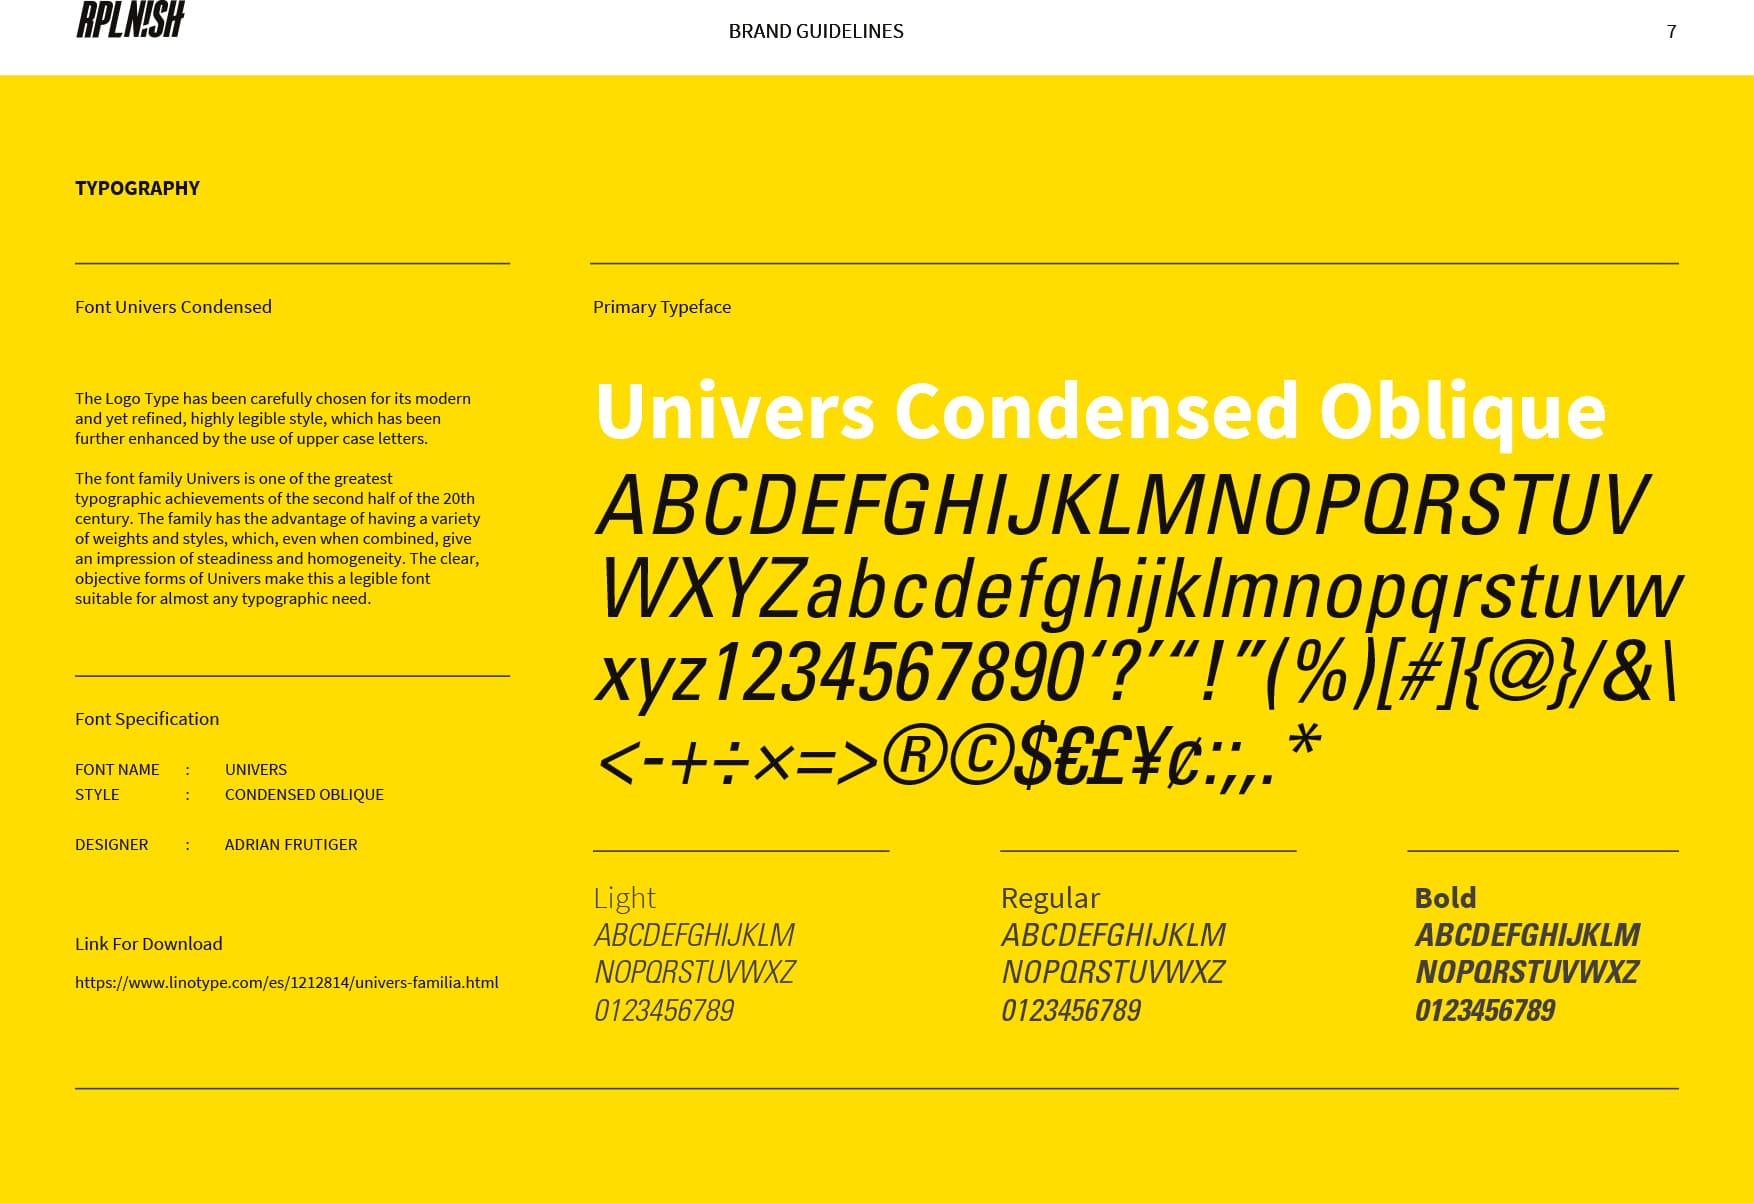 RPLN!SH
BRAND GUIDELINES
7
TYPOGRAPHY
Font Univers Condensed
The Logo Type has been carefully chosen for its modern
and yet refined, highly legible style, which has been
further enhanced by the use of upper case letters.
The font family Univers is one of the greatest
typographic achievements of the second half of the 20th
century. The family has the advantage of having a variety
of weights and styles, which, even when combined, give
an impression of steadiness and homogeneity. The clear,
objective forms of Univers make this a legible font
suitable for almost any typographic need.
Font Specification
FONT NAME : UNIVERS
STYLE : CONDENSED OBLIQUE
DESIGNER : ADRIAN FRUTIGER
Link For Download
https://www.linotype.com/es/1212814/univers-familia.html
Primary Typeface
Univers Condensed Oblique
ABCDEFGHIJKLMNOPQRSTUV
WXYZabcdefghijklmnopqrstuvw
xyz1234567890‘?’“!”(%)[#]{@}/&\
<-+÷×=>®©$€£¥¢:;,.*
Light
ABCDEFGHIJKLM
NOPQRSTUVWXZ
0123456789
Regular
ABCDEFGHIJKLM
NOPQRSTUVWXZ
0123456789
Bold
ABCDEFGHIJKLM
NOPQRSTUVWXZ
0123456789